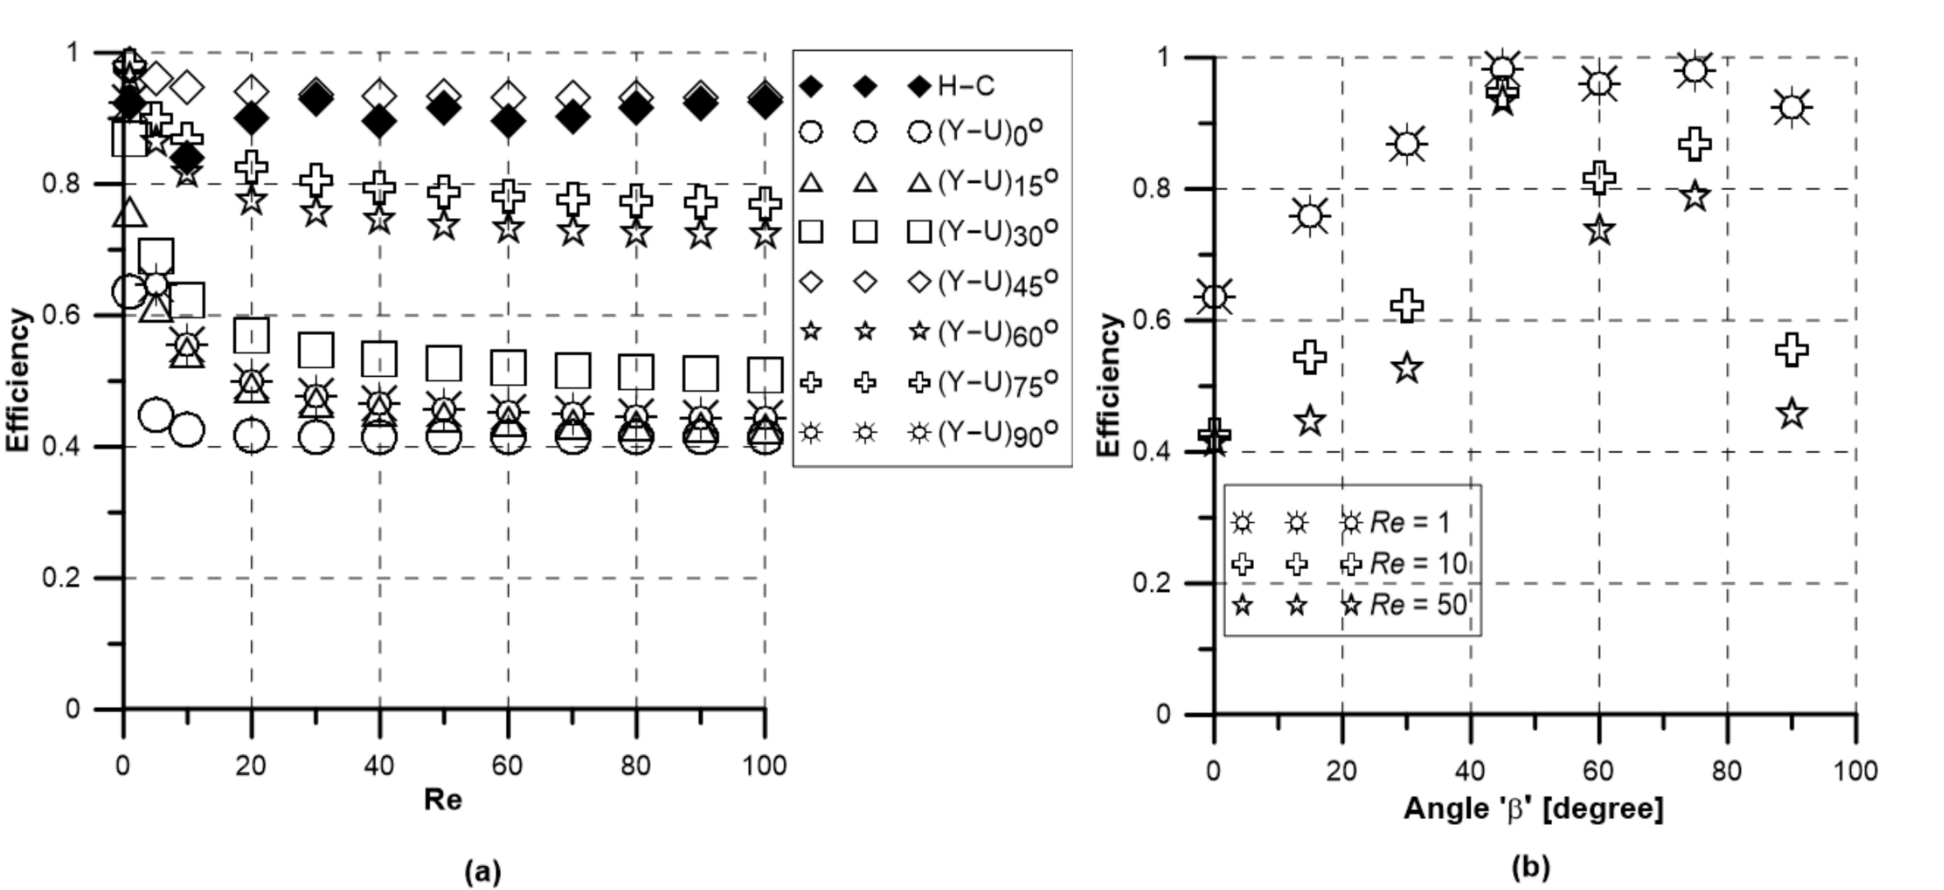 1
0.8
0.6
0.4
0.2
0
Efficiency
0 20 40 60 80 100
Re
(a)
H–C
(Y–U)0°
(Y–U)15°
(Y–U)30°
(Y–U)45°
(Y–U)60°
(Y–U)75°
(Y–U)90°
1
0.8
0.6
0.4
0.2
0
Efficiency
Re = 1
Re = 10
Re = 50
0 20 40 60 80 100
Angle 'β' [degree]
(b)